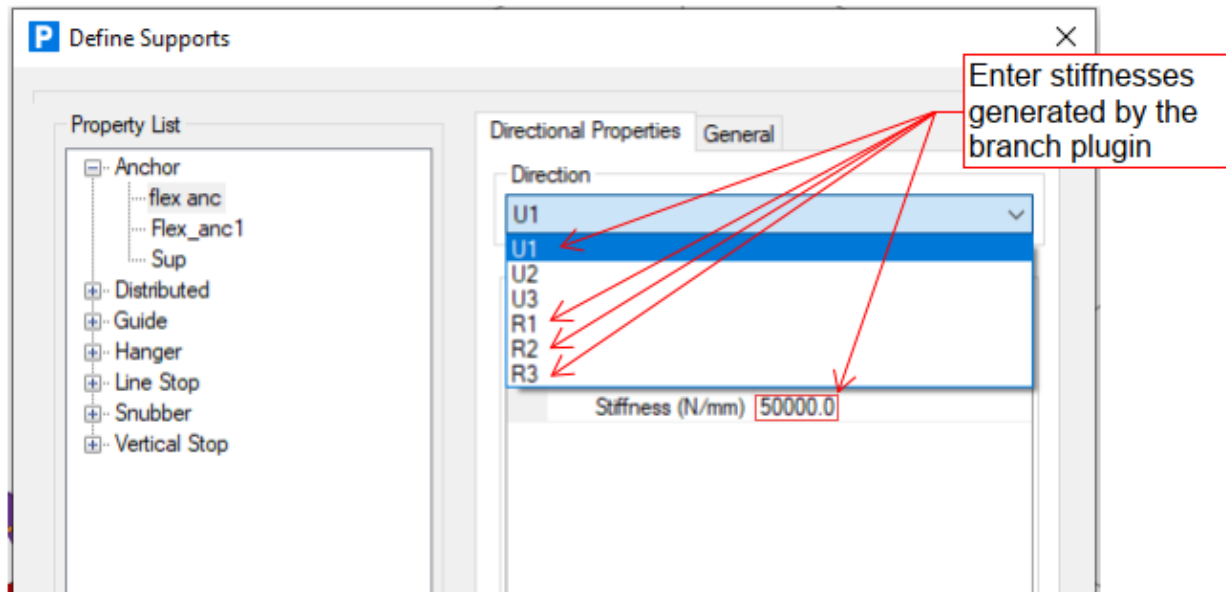 P Define Supports
Enter stiffnesses
generated by the
branch plugin
Property List
Anchor
flex anc
Flex_anc1
Sup
Distributed
Guide
Hanger
Line Stop
Snubber
Vertical Stop
Directional Properties General
Direction
U1
U1
U2
U3
R1
R2
R3
Stiffness (N/mm) 50000.0